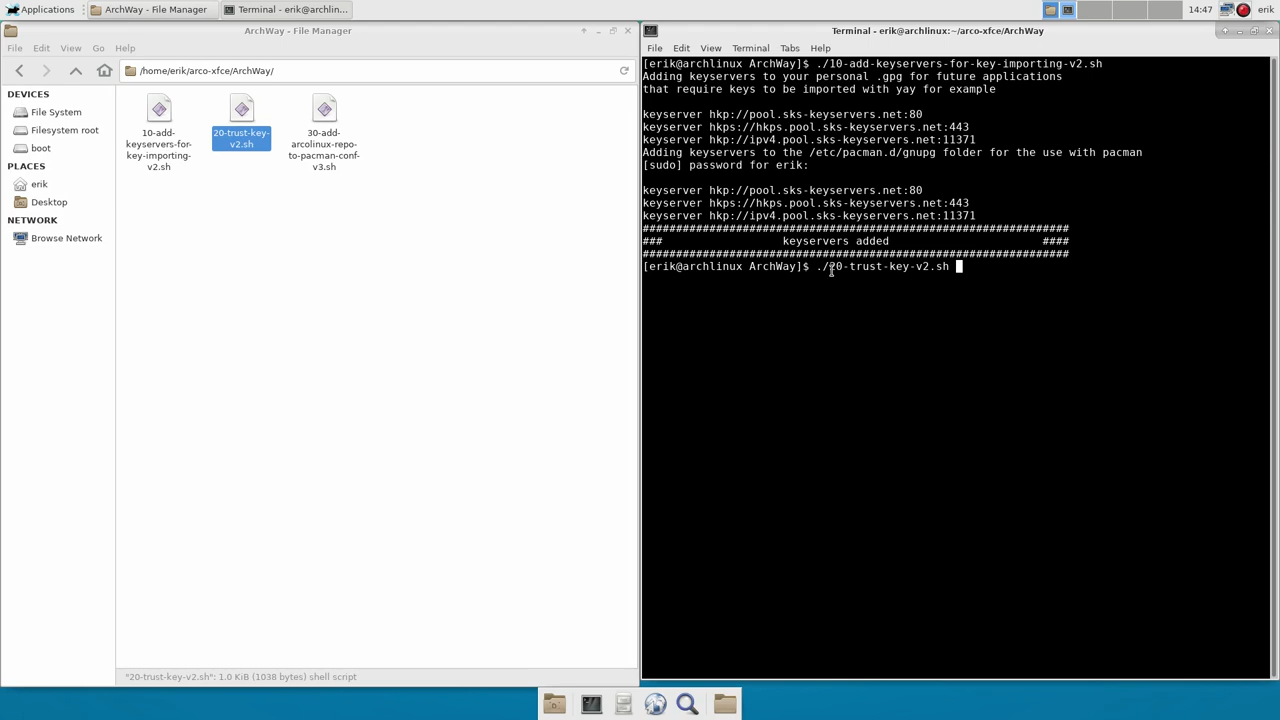 Applications
ArchWay - File Manager
Terminal - erik@archlin...
14:47
erik
ArchWay - File Manager
File Edit View Go Help
/home/erik/arco-xfce/ArchWay/
DEVICES
File System
Filesystem root
boot
PLACES
erik
Desktop
NETWORK
Browse Network
10-add-
keyservers-for-
key-importing-
v2.sh
20-trust-key-
v2.sh
30-add-
arcolinux-repo-
to-pacman-conf-
v3.sh
"20-trust-key-v2.sh": 1.0 KiB (1038 bytes) shell script
Terminal - erik@archlinux:~/arco-xfce/ArchWay
File Edit View Terminal Tabs Help
[erik@archlinux ArchWay]$ ./10-add-keyservers-for-key-importing-v2.sh
Adding keyservers to your personal .gpg for future applications
that require keys to be imported with yay for example
keyserver hkp://pool.sks-keyservers.net:80
keyserver hkps://hkps.pool.sks-keyservers.net:443
keyserver hkp://ipv4.pool.sks-keyservers.net:11371
Adding keyservers to the /etc/pacman.d/gnupg folder for the use with pacman
[sudo] password for erik:
keyserver hkp://pool.sks-keyservers.net:80
keyserver hkps://hkps.pool.sks-keyservers.net:443
keyserver hkp://ipv4.pool.sks-keyservers.net:11371
################################################################
### keyservers added ####
################################################################
[erik@archlinux ArchWay]$ ./20-trust-key-v2.sh